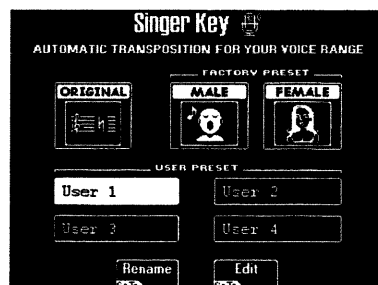 Singer Key
AUTOMATIC TRANSPOSITION FOR YOUR VOICE RANGE
FACTORY PRESET
ORIGINAL MALE FEMALE
USER PRESET
User 1 User 2
User 3 User 4
Rename Edit